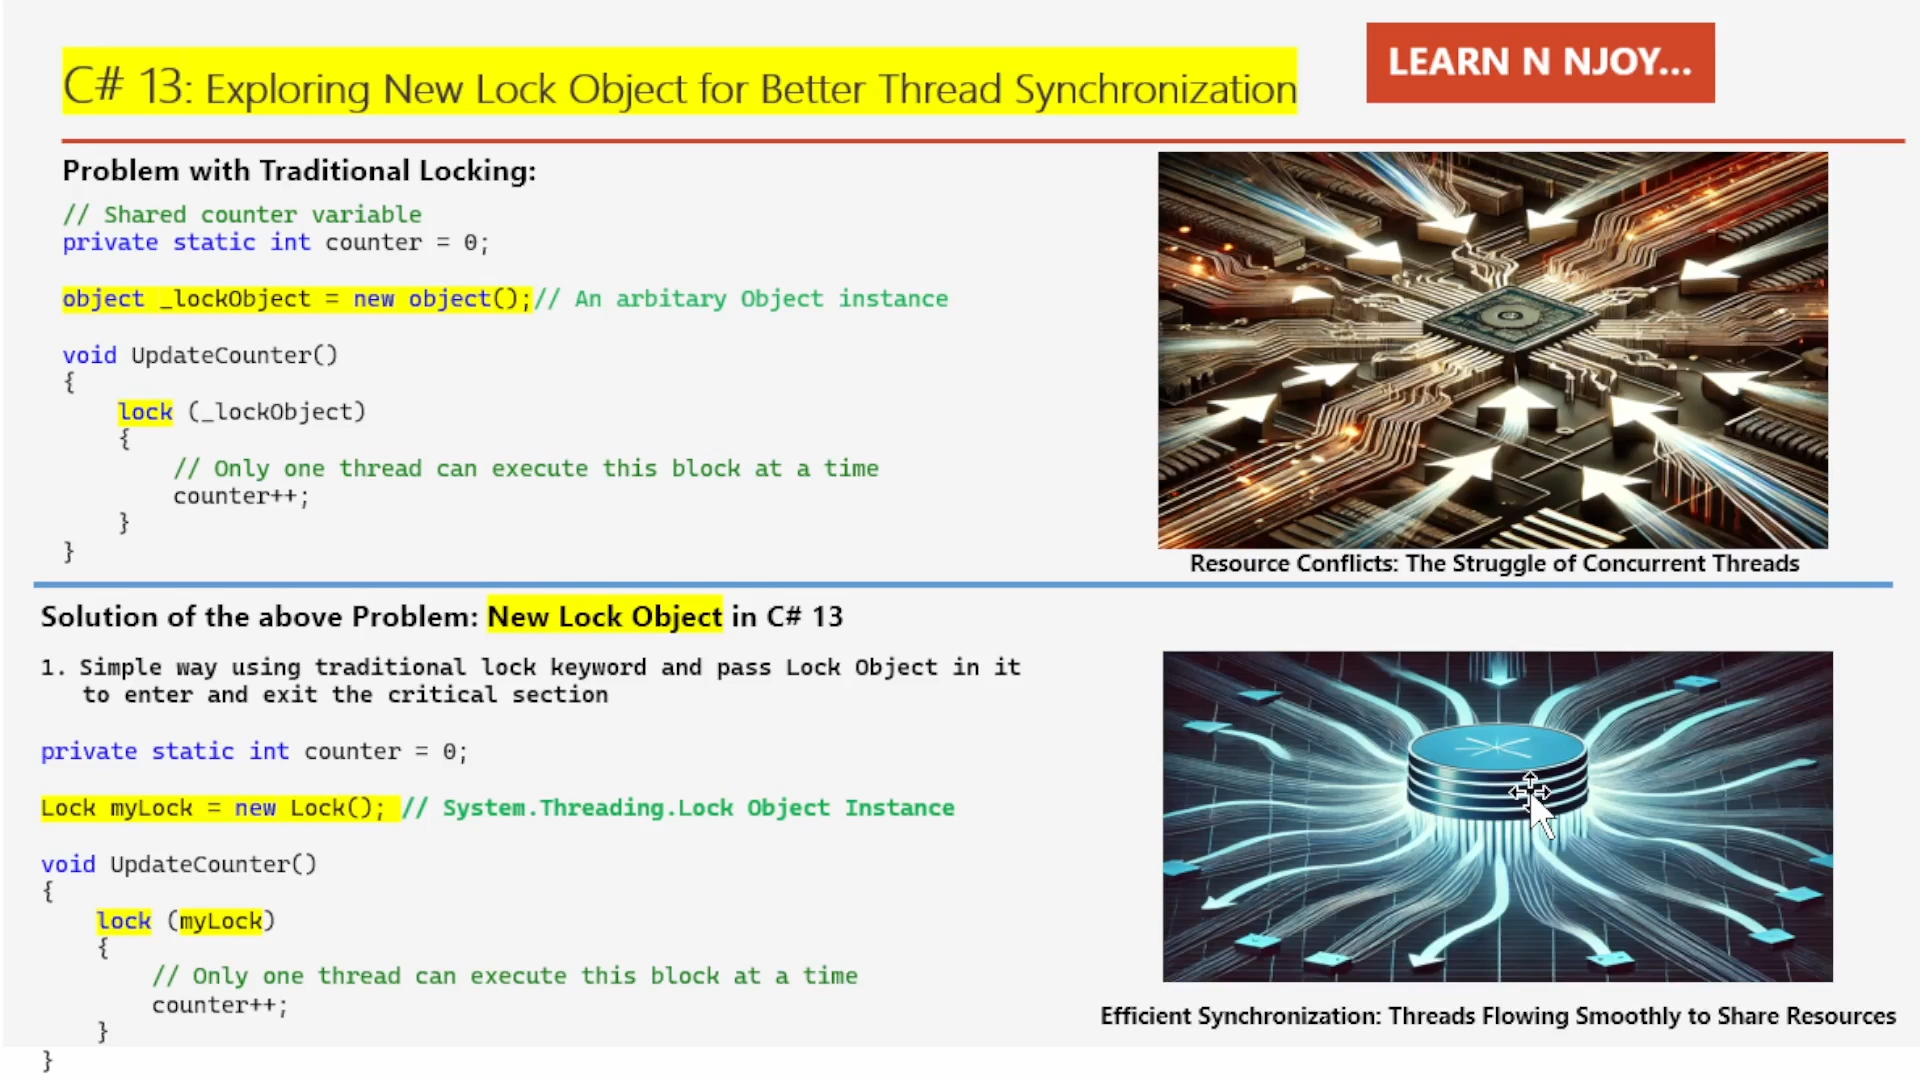 C# 13: Exploring New Lock Object for Better Thread Synchronization
LEARN N NJOY...
Problem with Traditional Locking:
// Shared counter variable
private static int counter = 0;
object _lockObject = new object();// An arbitary Object instance
void UpdateCounter()
{
lock (_lockObject)
{
// Only one thread can execute this block at a time
counter++;
}
}
Resource Conflicts: The Struggle of Concurrent Threads
Solution of the above Problem: New Lock Object in C# 13
1. Simple way using traditional lock keyword and pass Lock Object in it
to enter and exit the critical section
private static int counter = 0;
Lock myLock = new Lock(); // System.Threading.Lock Object Instance
void UpdateCounter()
{
lock (myLock)
{
// Only one thread can execute this block at a time
counter++;
}
}
Efficient Synchronization: Threads Flowing Smoothly to Share Resources